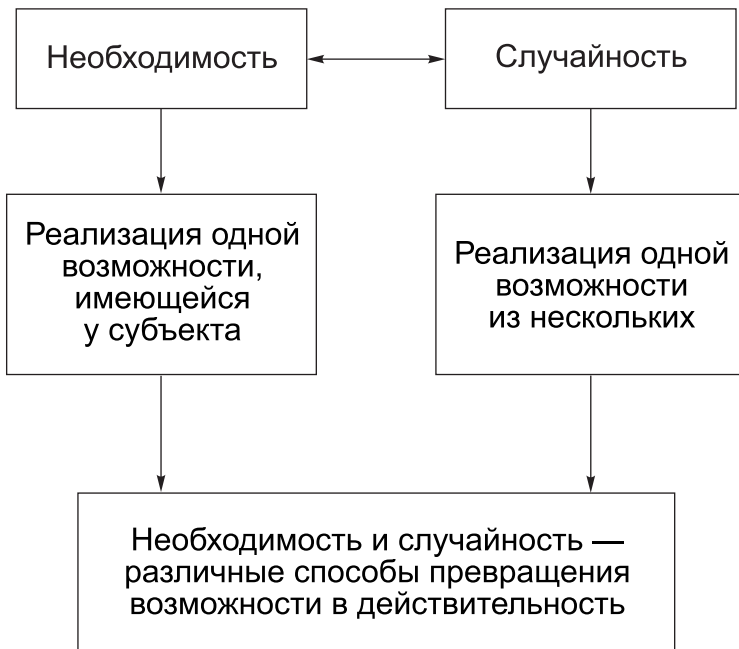 Необходимость
Случайность
Реализация одной
возможности,
имеющейся
у субъекта
Реализация одной
возможности
из нескольких
Необходимость и случайность —
различные способы превращения
возможности в действительность